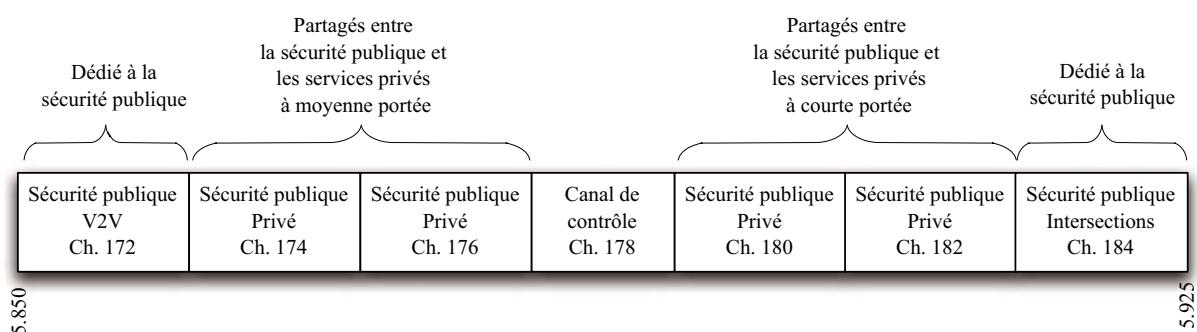 Dédié à la
sécurité publique
Partagés entre
la sécurité publique et
les services privés
à moyenne portée
Partagés entre
la sécurité publique et
les services privés
à courte portée
Dédié à la
sécurité publique
Sécurité publique
V2V
Ch. 172
Sécurité publique
Privé
Ch. 174
Sécurité publique
Privé
Ch. 176
Canal de
contrôle
Ch. 178
Sécurité publique
Privé
Ch. 180
Sécurité publique
Privé
Ch. 182
Sécurité publique
Intersections
Ch. 184
5.850
5.925